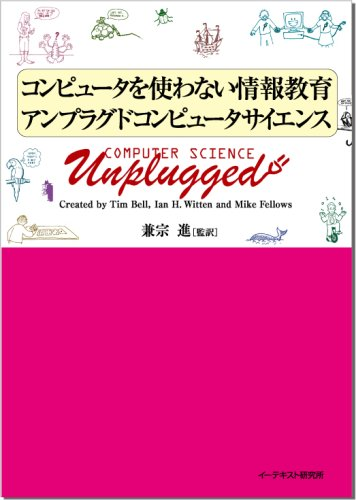 コンピュータを使わない情報教育
アンプラグドコンピュータサイエンス
COMPUTER SCIENCE
Unplugged
Created by Tim Bell, Ian H. Witten and Mike Fellows
兼宗 進[監訳]
イーテキスト研究所